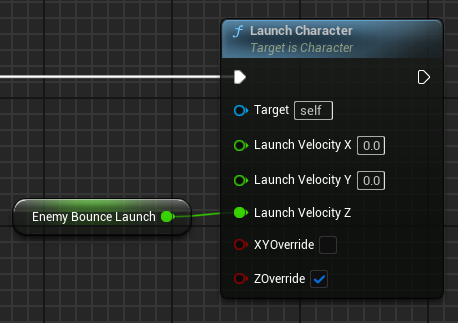 Launch Character
Target is Character
Target self
Launch Velocity X 0.0
Launch Velocity Y 0.0
Enemy Bounce Launch
Launch Velocity Z
XYOverride
ZOverride